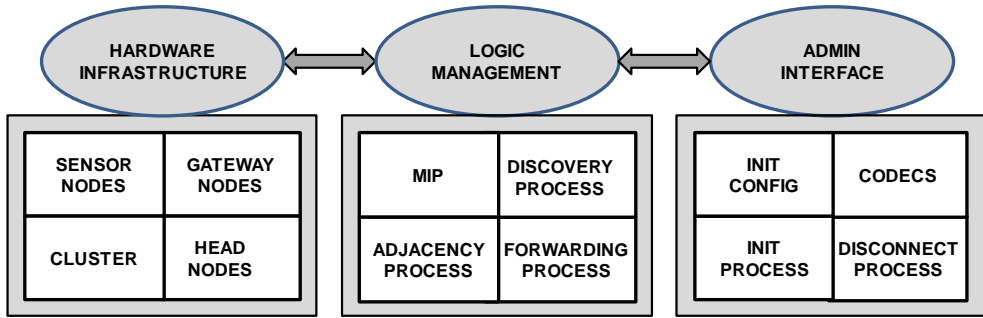 HARDWARE
INFRASTRUCTURE
LOGIC
MANAGEMENT
ADMIN
INTERFACE
SENSOR
NODES
GATEWAY
NODES
CLUSTER
HEAD
NODES
MIP
DISCOVERY
PROCESS
ADJACENCY
PROCESS
FORWARDING
PROCESS
INIT
CONFIG
CODECS
INIT
PROCESS
DISCONNECT
PROCESS